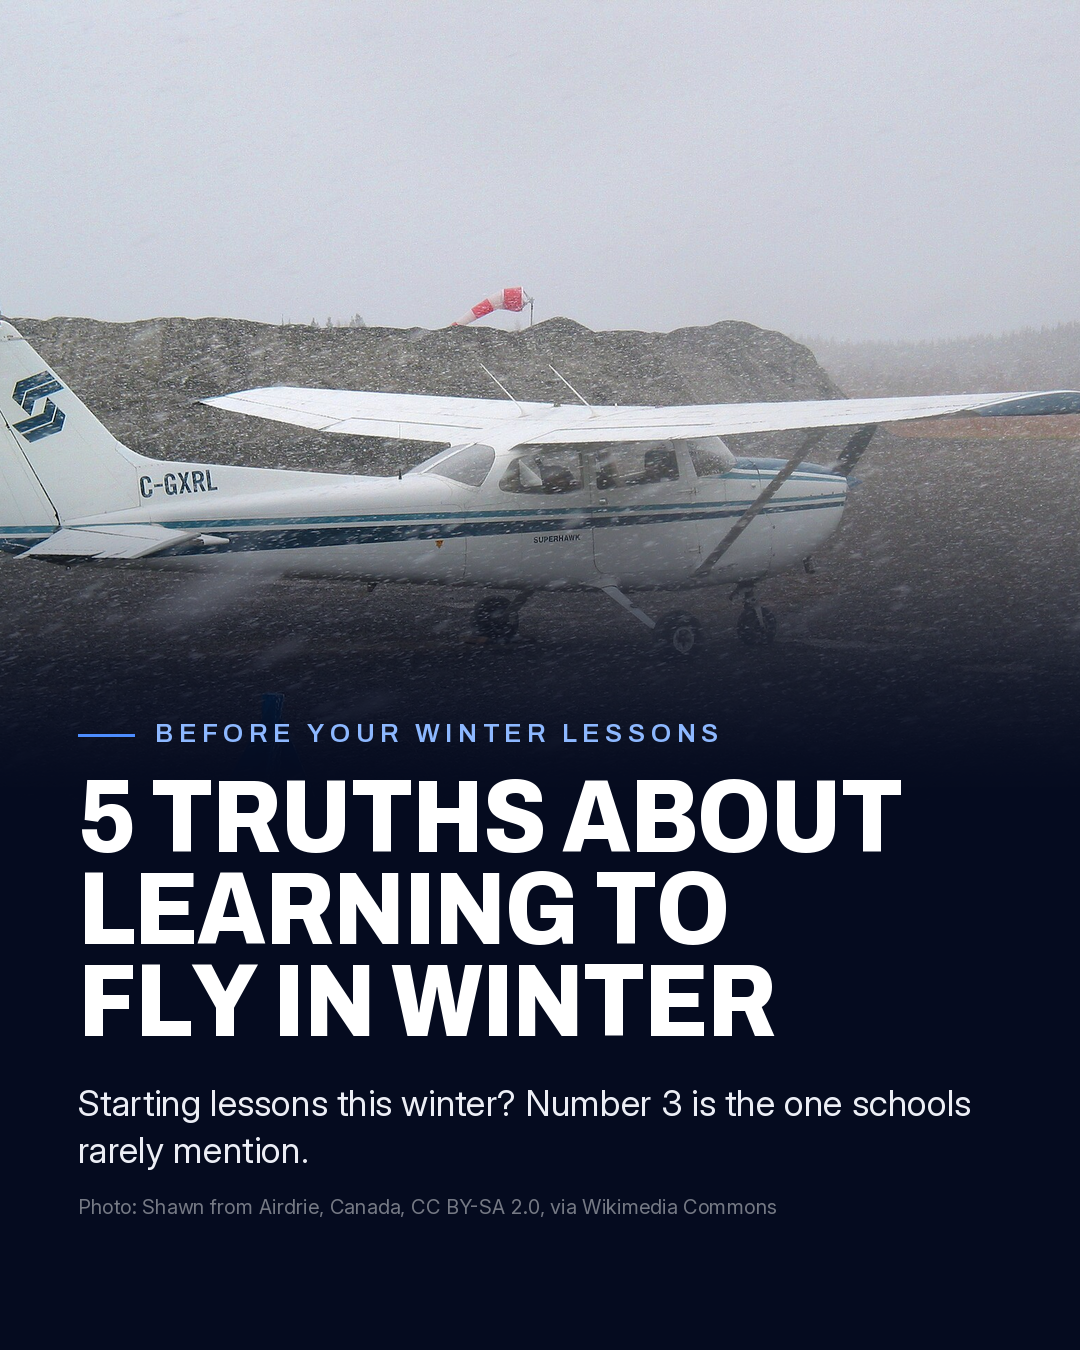 C-GXRL
SUPERHAWK
BEFORE YOUR WINTER LESSONS
5 TRUTHS ABOUT
LEARNING TO
FLY IN WINTER
Starting lessons this winter? Number 3 is the one schools
rarely mention.
Photo: Shawn from Airdrie, Canada, CC BY-SA 2.0, via Wikimedia Commons